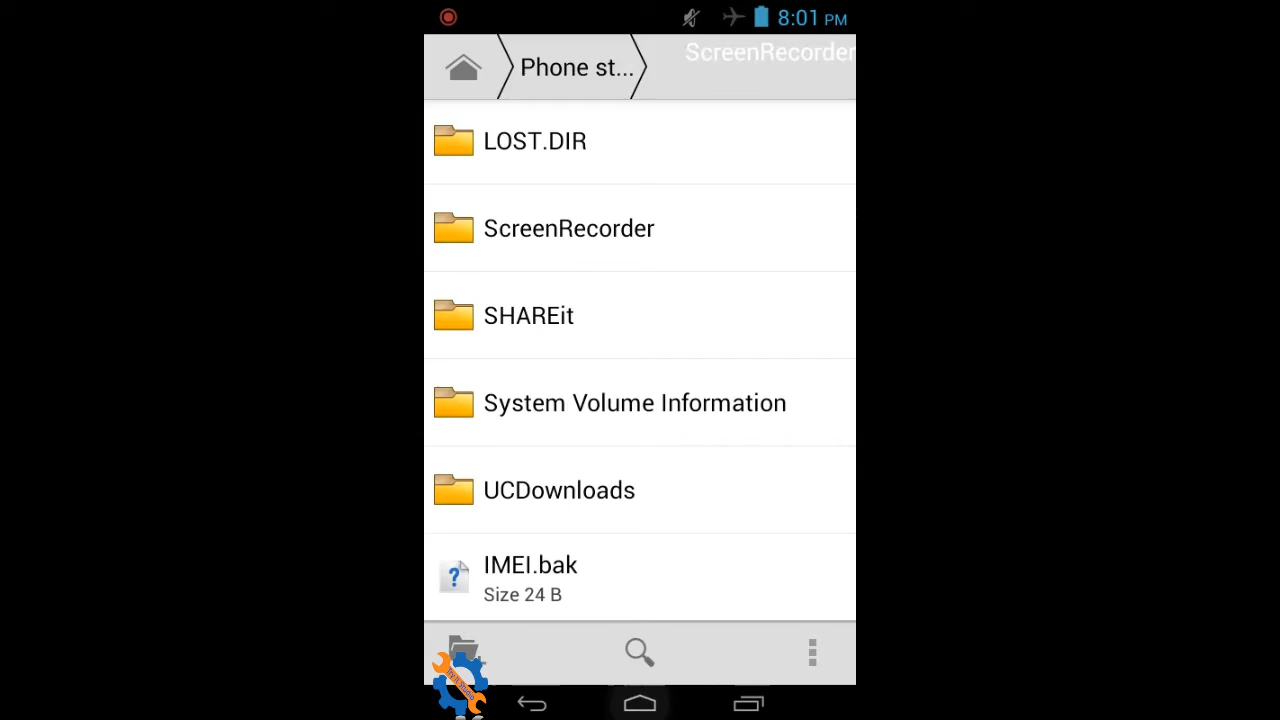 8:01 PM
Phone st...
ScreenRecorder
LOST.DIR
ScreenRecorder
SHAREit
System Volume Information
UCDownloads
?
IMEI.bak
Size 24 B